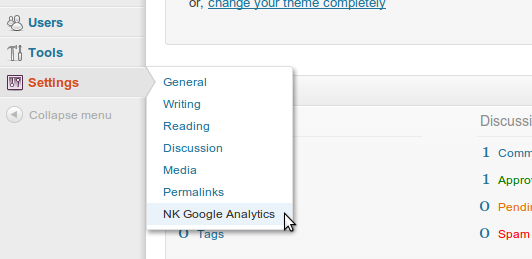 or, change your theme completely
Users
Tools
Settings
Collapse menu
General
Writing
Reading
Discussion
Media
Permalinks
NK Google Analytics
0 Tags
Discussi
1 Comm
1 Approv
0 Pendin
0 Spam